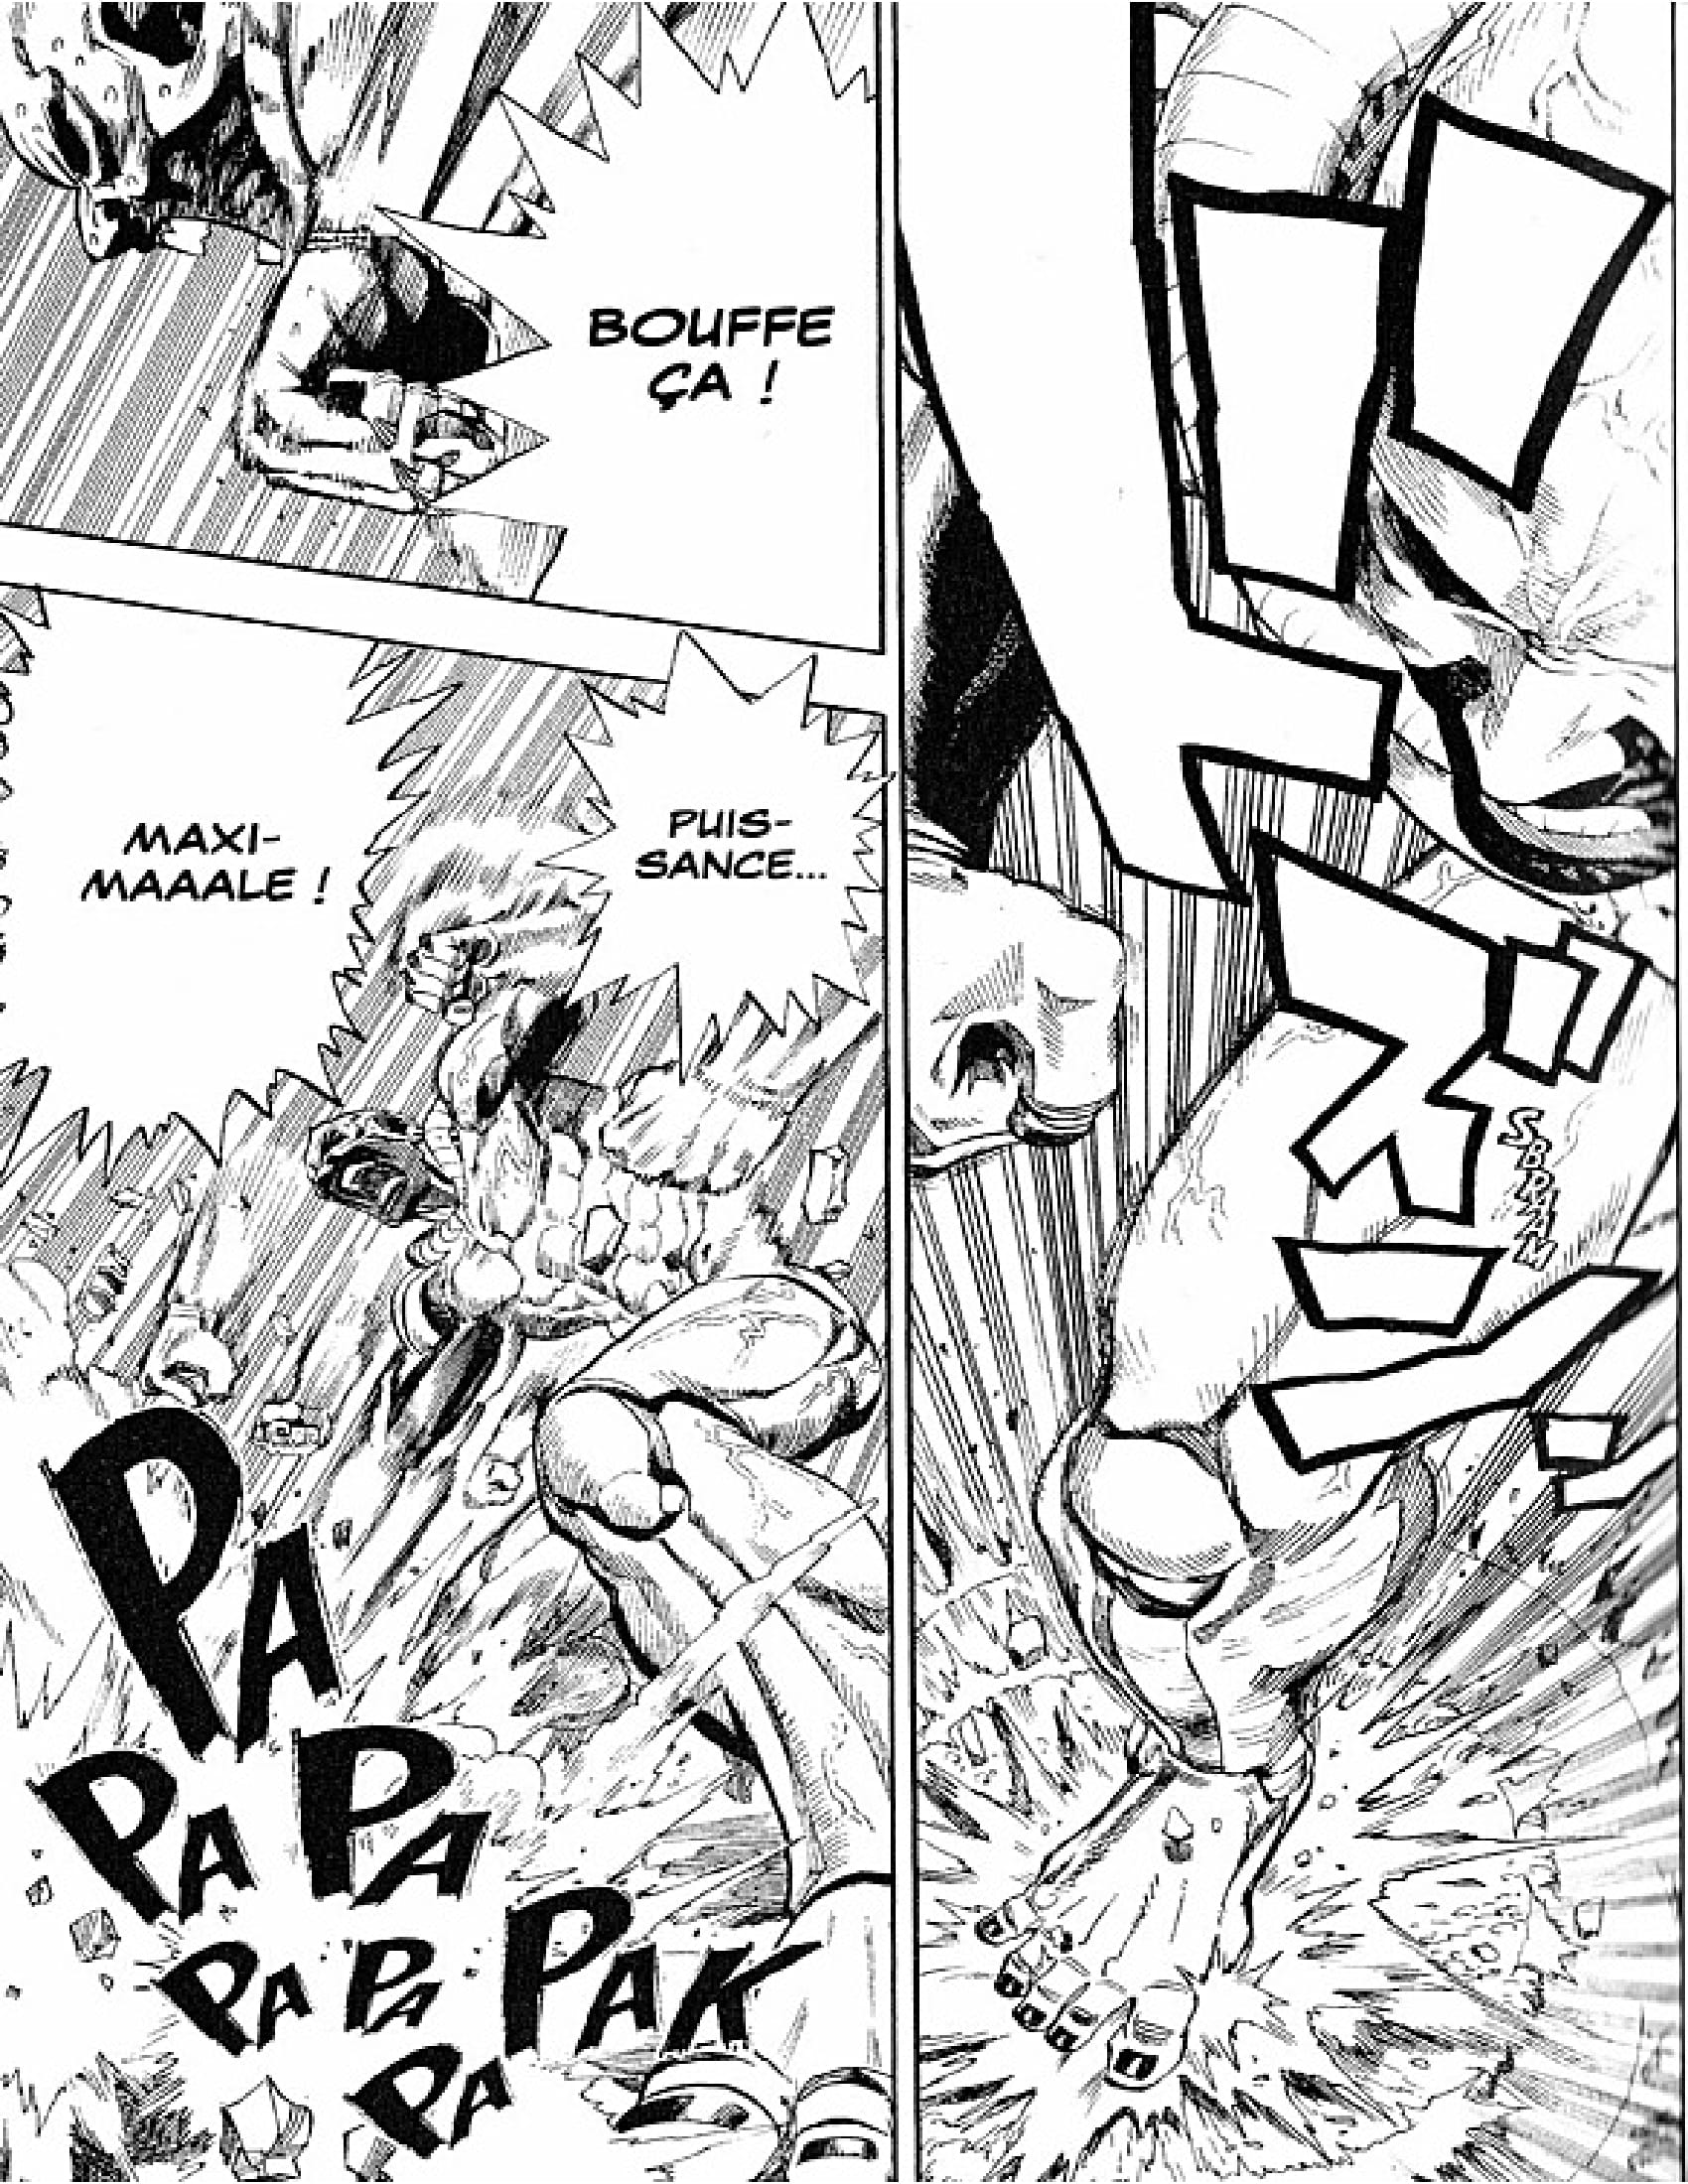 SBRAM
BOUFFE
ÇA !
PUIS-
SANCE...
MAXI-
MAAALE !
PA
PA
PA
PA
PA
PAK
PA